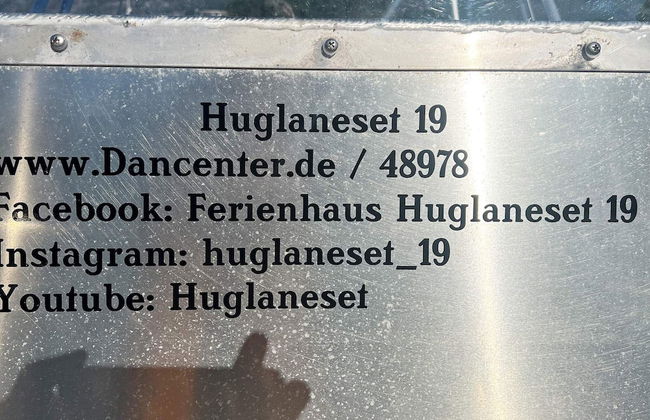 Huglaneset 19
www.Dancenter.de / 48978
Facebook: Ferienhaus Huglaneset 19
Instagram: huglaneset_19
Youtube: Huglaneset